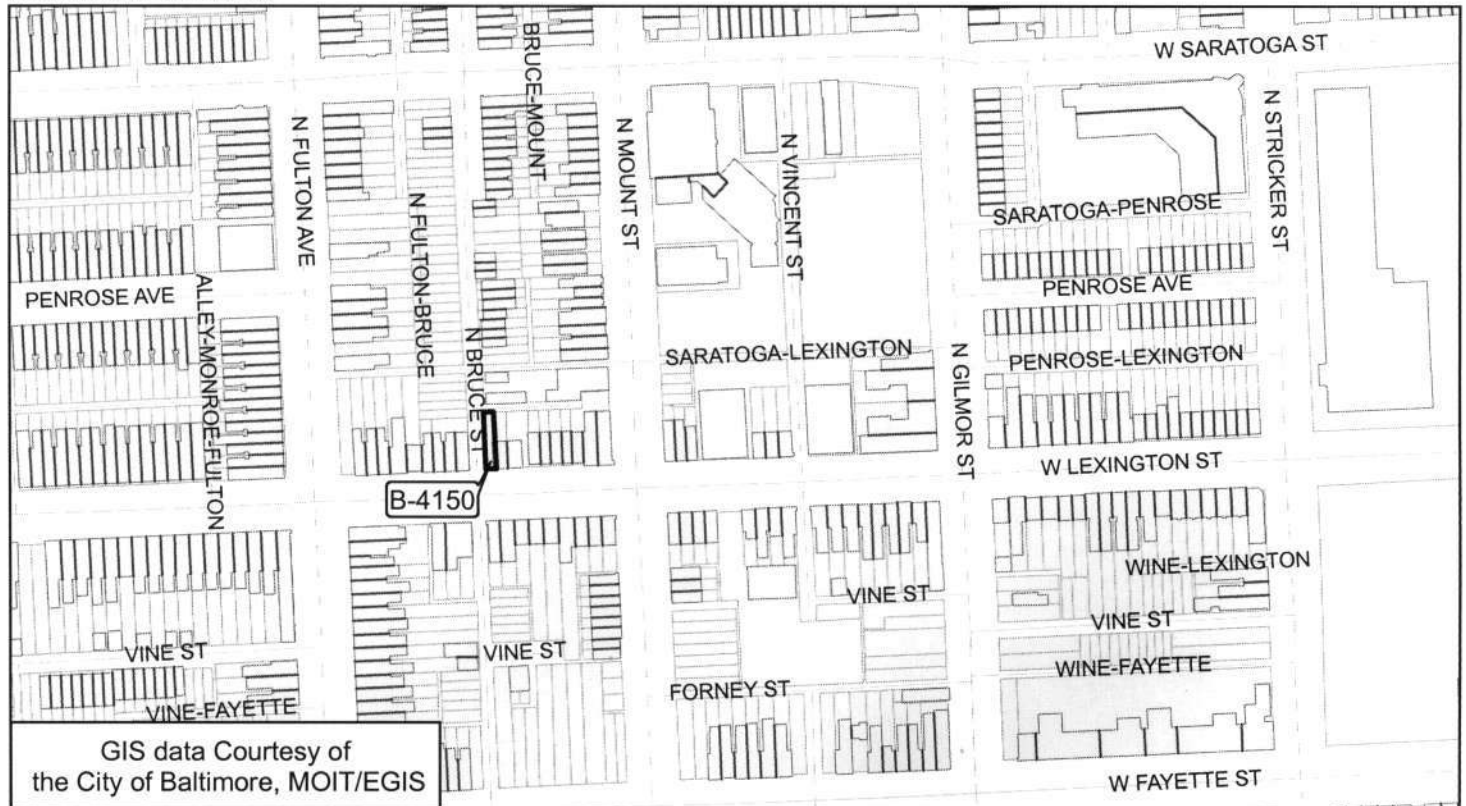 W SARATOGA ST
BRUCE-MOUNT
N FULTON AVE
N MOUNT ST
N VINCENT ST
N STRICKER ST
N FULTON-BRUCE
SARATOGA-PENROSE
PENROSE AVE
PENROSE AVE
ALLEY-MONROE-FULTON
N BRUCE ST
SARATOGA-LEXINGTON
N GILMOR ST
PENROSE-LEXINGTON
W LEXINGTON ST
B-4150
WINE-LEXINGTON
VINE ST
VINE ST
VINE ST
VINE ST
WINE-FAYETTE
FORNEY ST
VINE-FAYETTE
GIS data Courtesy of
the City of Baltimore, MOIT/EGIS
W FAYETTE ST